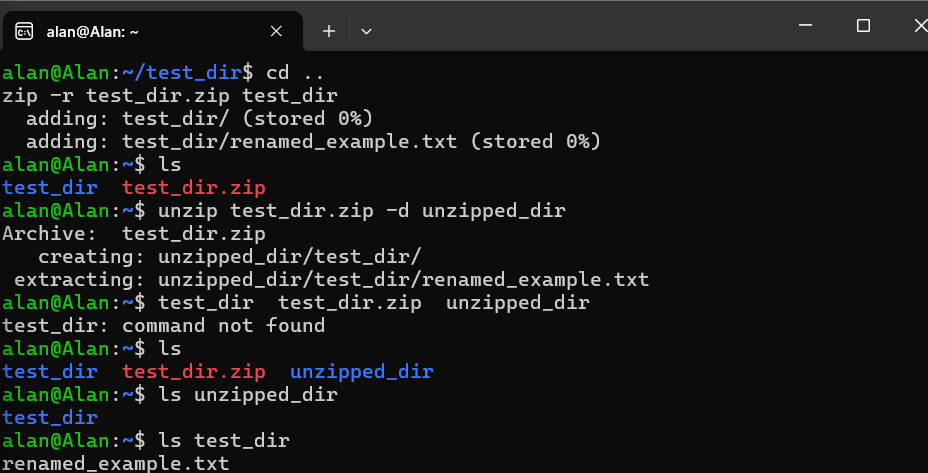 alan@Alan: ~
alan@Alan:~/test_dir$ cd ..
zip -r test_dir.zip test_dir
  adding: test_dir/ (stored 0%)
  adding: test_dir/renamed_example.txt (stored 0%)
alan@Alan:~$ ls
test_dir  test_dir.zip
alan@Alan:~$ unzip test_dir.zip -d unzipped_dir
Archive:  test_dir.zip
   creating: unzipped_dir/test_dir/
 extracting: unzipped_dir/test_dir/renamed_example.txt
alan@Alan:~$ test_dir  test_dir.zip  unzipped_dir
test_dir: command not found
alan@Alan:~$ ls
test_dir  test_dir.zip  unzipped_dir
alan@Alan:~$ ls unzipped_dir
test_dir
alan@Alan:~$ ls test_dir
renamed_example.txt